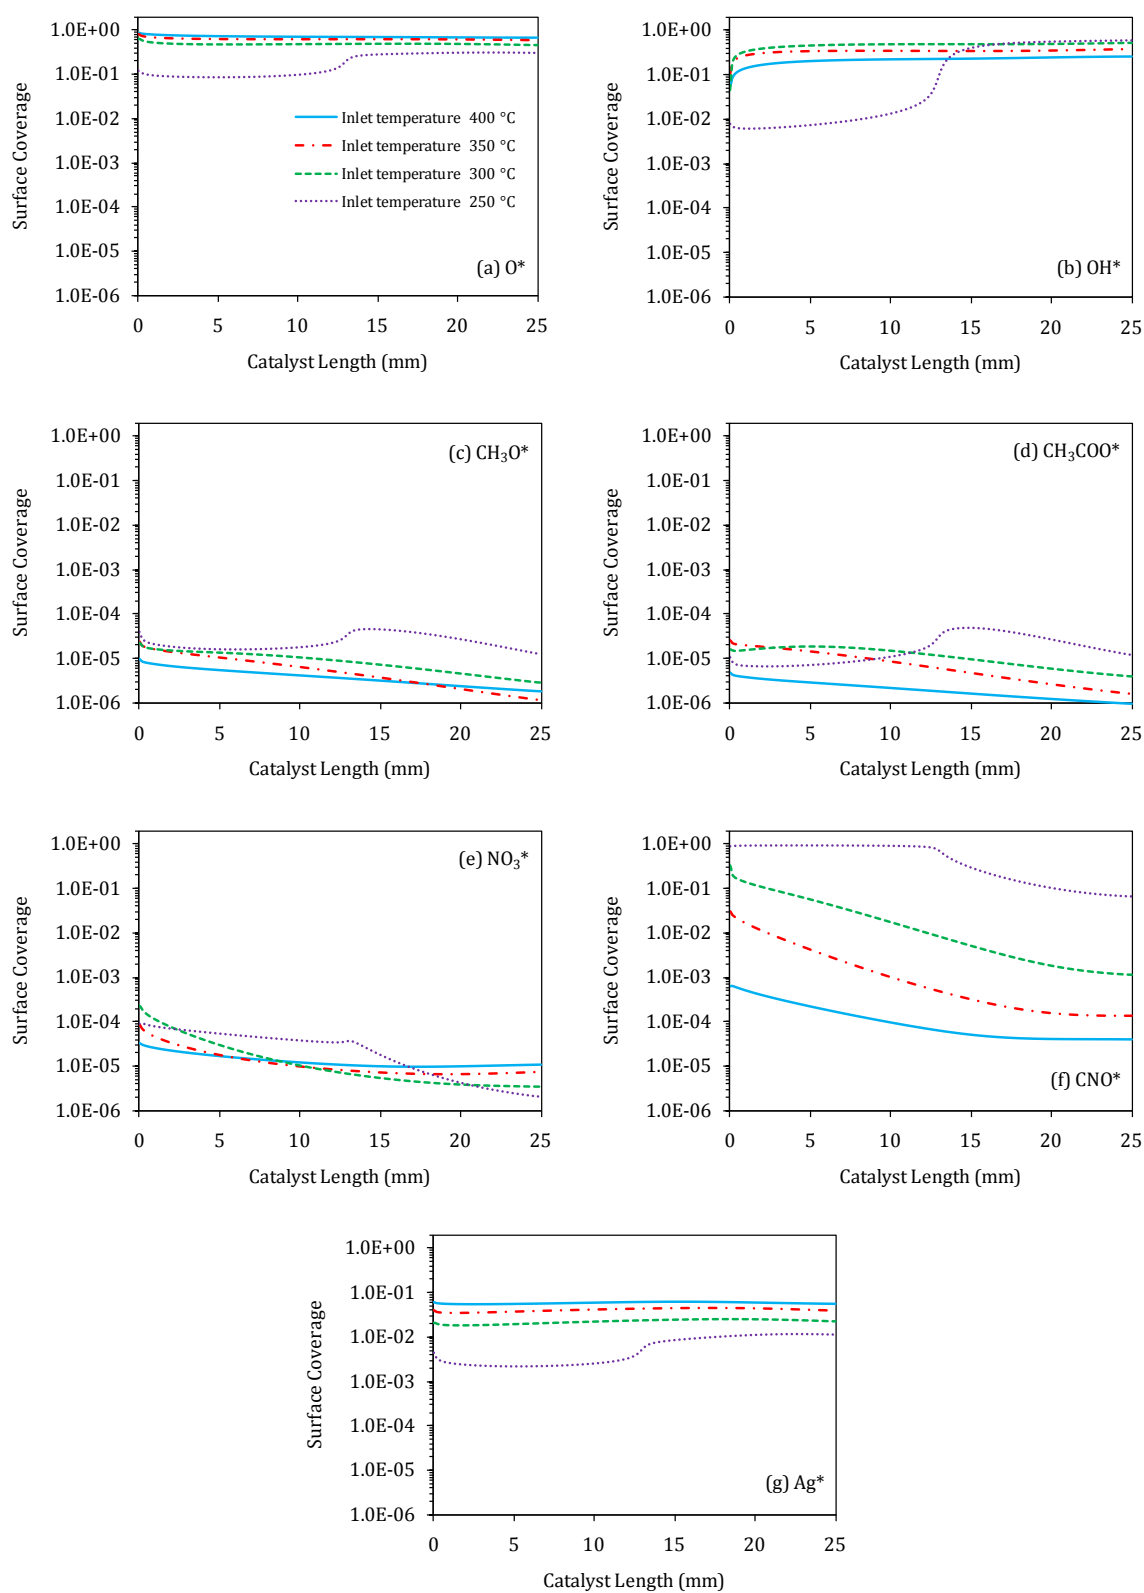 1.0E+00
1.0E-01
1.0E-02
1.0E-03
1.0E-04
1.0E-05
1.0E-06
Surface Coverage
Inlet temperature 400 °C
Inlet temperature 350 °C
Inlet temperature 300 °C
Inlet temperature 250 °C
(a) O*
0 5 10 15 20 25
Catalyst Length (mm)
1.0E+00
1.0E-01
1.0E-02
1.0E-03
1.0E-04
1.0E-05
1.0E-06
Surface Coverage
(b) OH*
0 5 10 15 20 25
Catalyst Length (mm)
1.0E+00
1.0E-01
1.0E-02
1.0E-03
1.0E-04
1.0E-05
1.0E-06
Surface Coverage
(c) CH₃O*
0 5 10 15 20 25
Catalyst Length (mm)
1.0E+00
1.0E-01
1.0E-02
1.0E-03
1.0E-04
1.0E-05
1.0E-06
Surface Coverage
(d) CH₃COO*
0 5 10 15 20 25
Catalyst Length (mm)
1.0E+00
1.0E-01
1.0E-02
1.0E-03
1.0E-04
1.0E-05
1.0E-06
Surface Coverage
(e) NO₃*
0 5 10 15 20 25
Catalyst Length (mm)
1.0E+00
1.0E-01
1.0E-02
1.0E-03
1.0E-04
1.0E-05
1.0E-06
Surface Coverage
(f) CNO*
0 5 10 15 20 25
Catalyst Length (mm)
1.0E+00
1.0E-01
1.0E-02
1.0E-03
1.0E-04
1.0E-05
1.0E-06
Surface Coverage
(g) Ag*
0 5 10 15 20 25
Catalyst Length (mm)